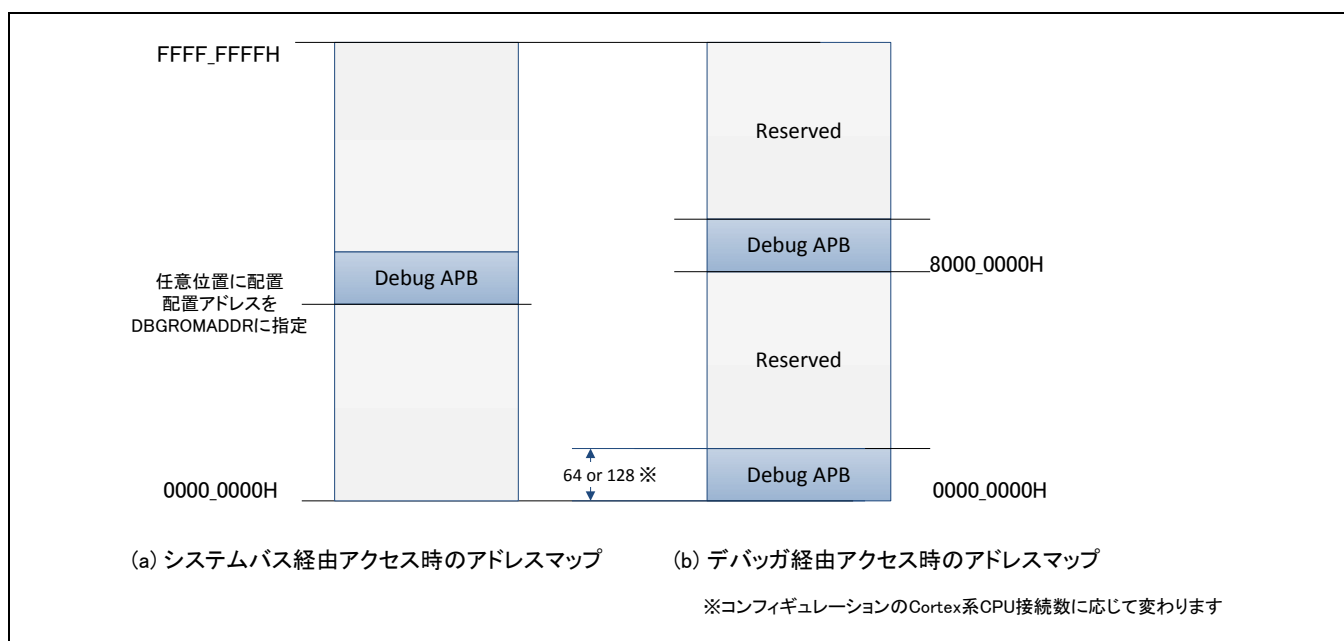 FFFF_FFFFH
Debug APB
任意位置に配置
配置アドレスを
DBGROMADDRに指定
0000_0000H
Reserved
Debug APB
8000_0000H
Reserved
64 or 128 ※
Debug APB
0000_0000H
(a) システムバス経由アクセス時のアドレスマップ
(b) デバッガ経由アクセス時のアドレスマップ
※コンフィギュレーションのCortex系CPU接続数に応じて変わります